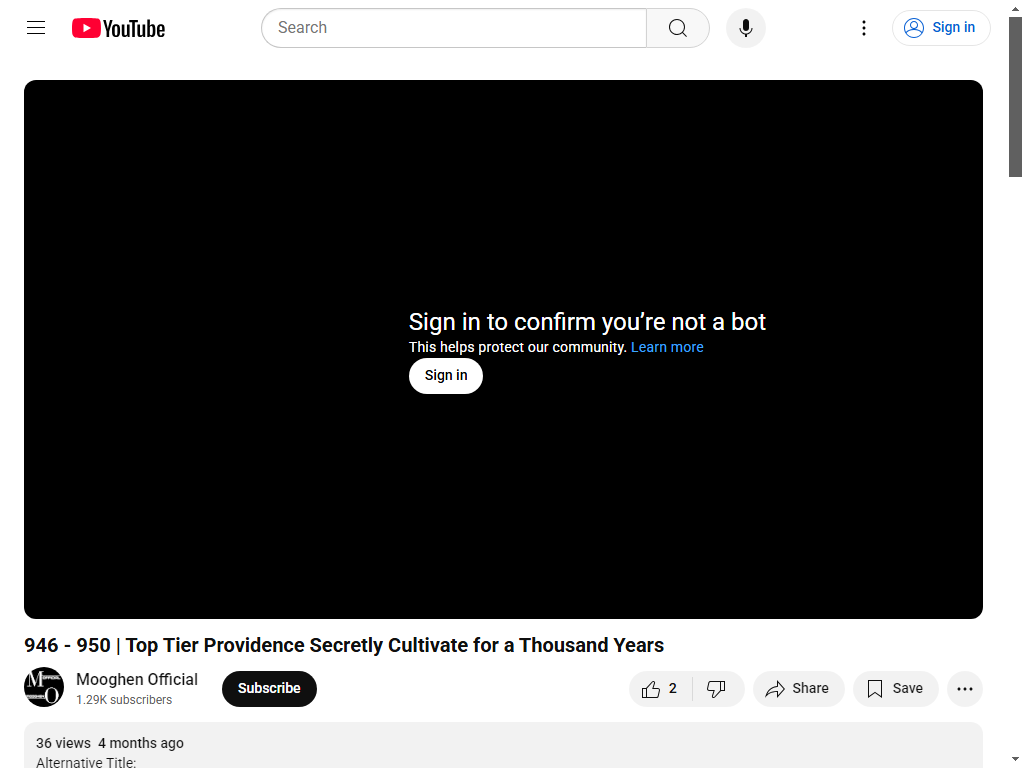 YouTube
Search
Sign in
Sign in to confirm you’re not a bot
This helps protect our community. Learn more
Sign in
946 - 950 | Top Tier Providence Secretly Cultivate for a Thousand Years
Mooghen Official
1.29K subscribers
Subscribe
2
Share
Save
36 views 4 months ago
Alternative Title: